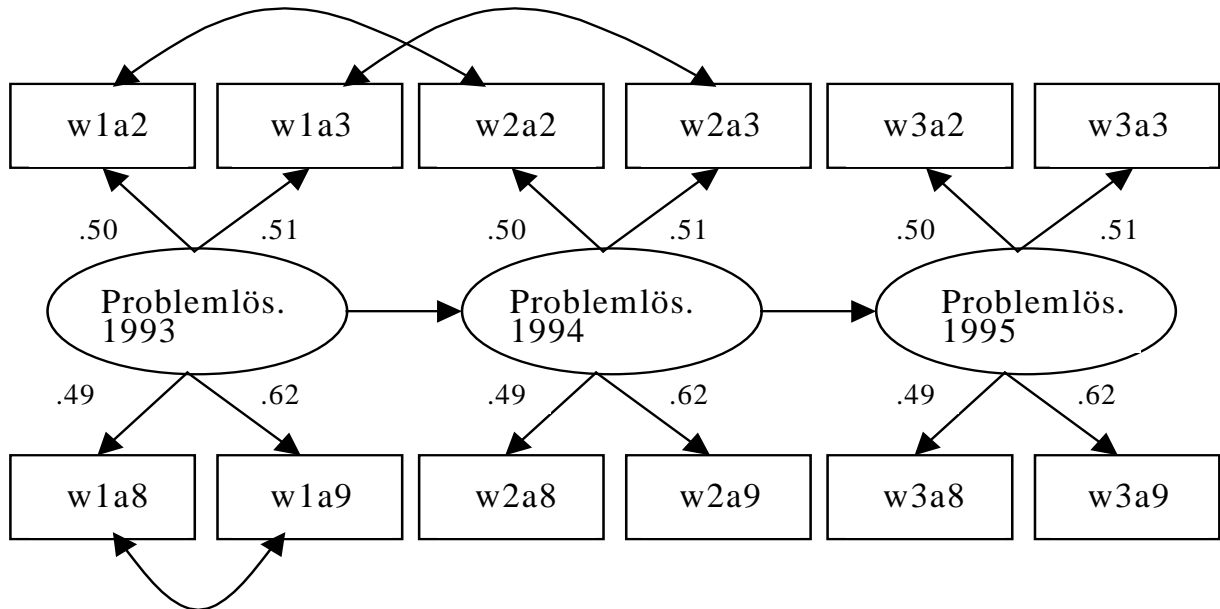 w1a2 w1a3 w2a2 w2a3 w3a2 w3a3
.50 .51 .50 .51 .50 .51
Problemlös. Problemlös. Problemlös.
1993 1994 1995
.49 .62 .49 .62 .49 .62
w1a8 w1a9 w2a8 w2a9 w3a8 w3a9